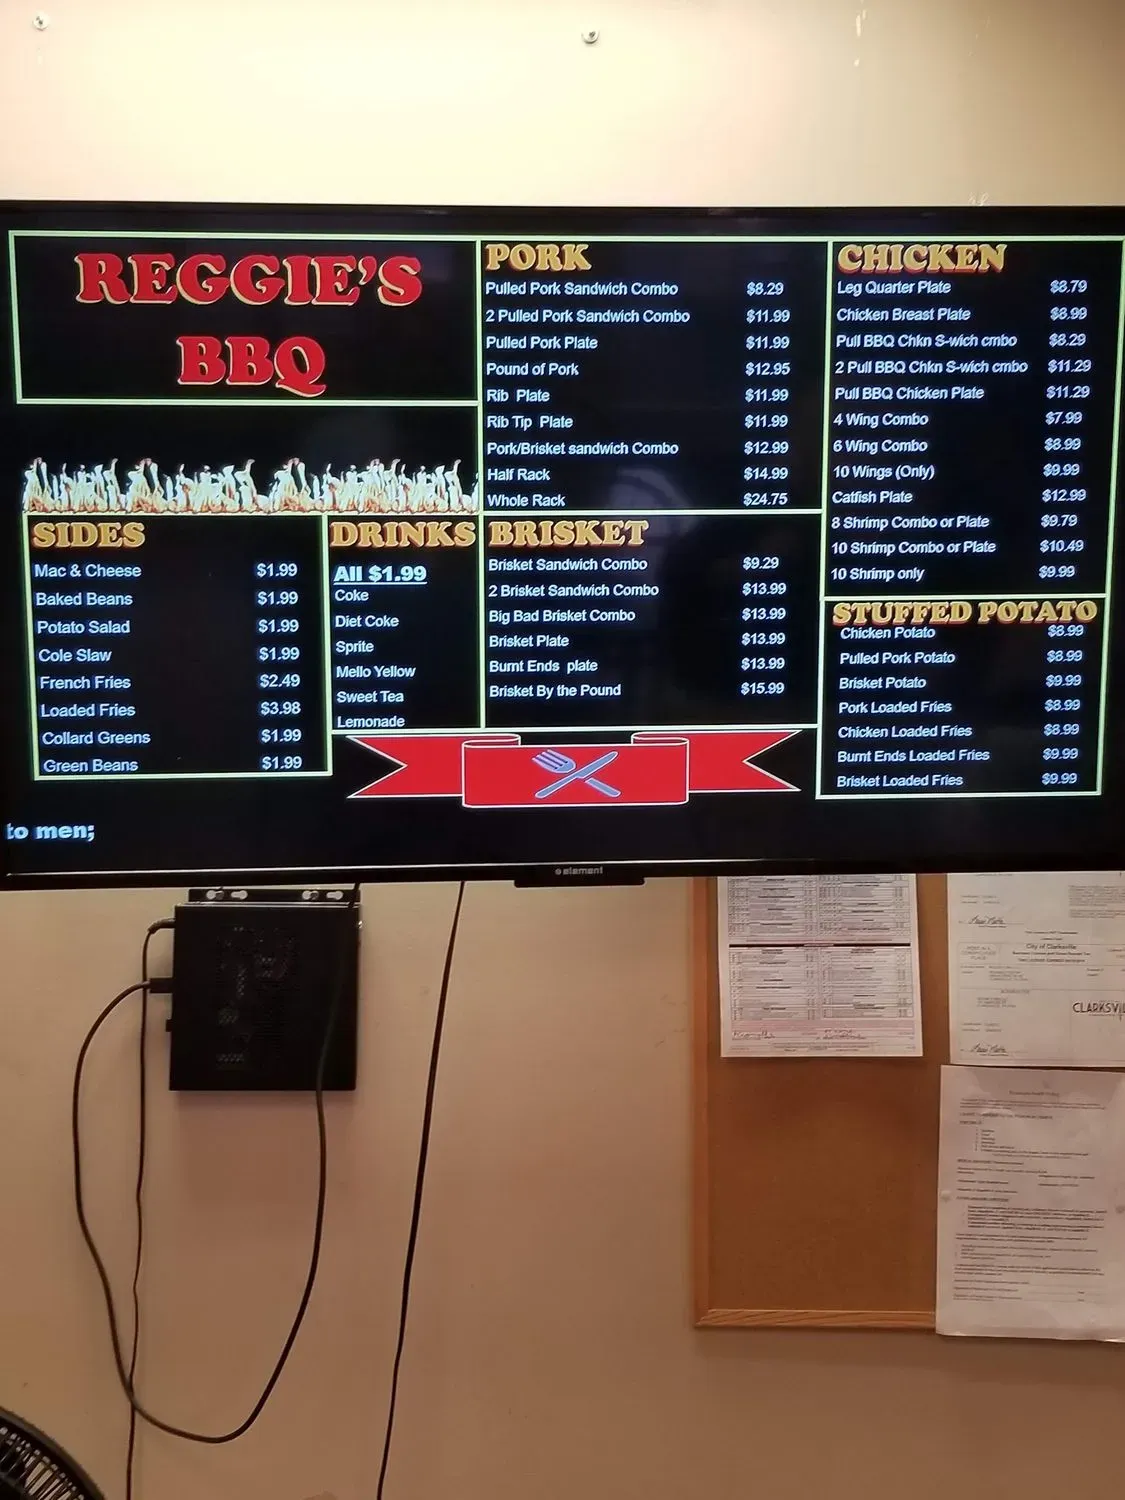 REGGIE'S
BBQ
SIDES
Mac & Cheese $1.99
Baked Beans $1.99
Potato Salad $1.99
Cole Slaw $1.99
French Fries $2.49
Loaded Fries $3.98
Collard Greens $1.99
Green Beans $1.99
DRINKS
All $1.99
Coke
Diet Coke
Sprite
Mello Yellow
Sweet Tea
Lemonade
PORK
Pulled Pork Sandwich Combo $8.29
2 Pulled Pork Sandwich Combo $11.99
Pulled Pork Plate $11.99
Pound of Pork $12.95
Rib Plate $11.99
Rib Tip Plate $11.99
Pork/Brisket sandwich Combo $12.99
Half Rack $14.99
Whole Rack $24.75
BRISKET
Brisket Sandwich Combo $9.29
2 Brisket Sandwich Combo $13.99
Big Bad Brisket Combo $13.99
Brisket Plate $13.99
Burnt Ends plate $13.99
Brisket By the Pound $15.99
CHICKEN
Leg Quarter Plate $8.79
Chicken Breast Plate $8.99
Pull BBQ Chkn S-wich cmbo $8.29
2 Pull BBQ Chkn S-wich cmbo $11.29
Pull BBQ Chicken Plate $11.29
4 Wing Combo $7.99
6 Wing Combo $8.99
10 Wings (Only) $9.99
Catfish Plate $12.99
8 Shrimp Combo or Plate $9.79
10 Shrimp Combo or Plate $10.49
10 Shrimp only $9.99
STUFFED POTATO
Chicken Potato $8.99
Pulled Pork Potato $8.99
Brisket Potato $9.99
Pork Loaded Fries $8.99
Chicken Loaded Fries $8.99
Burnt Ends Loaded Fries $9.99
Brisket Loaded Fries $9.99
to men;
element
City of Clarksville